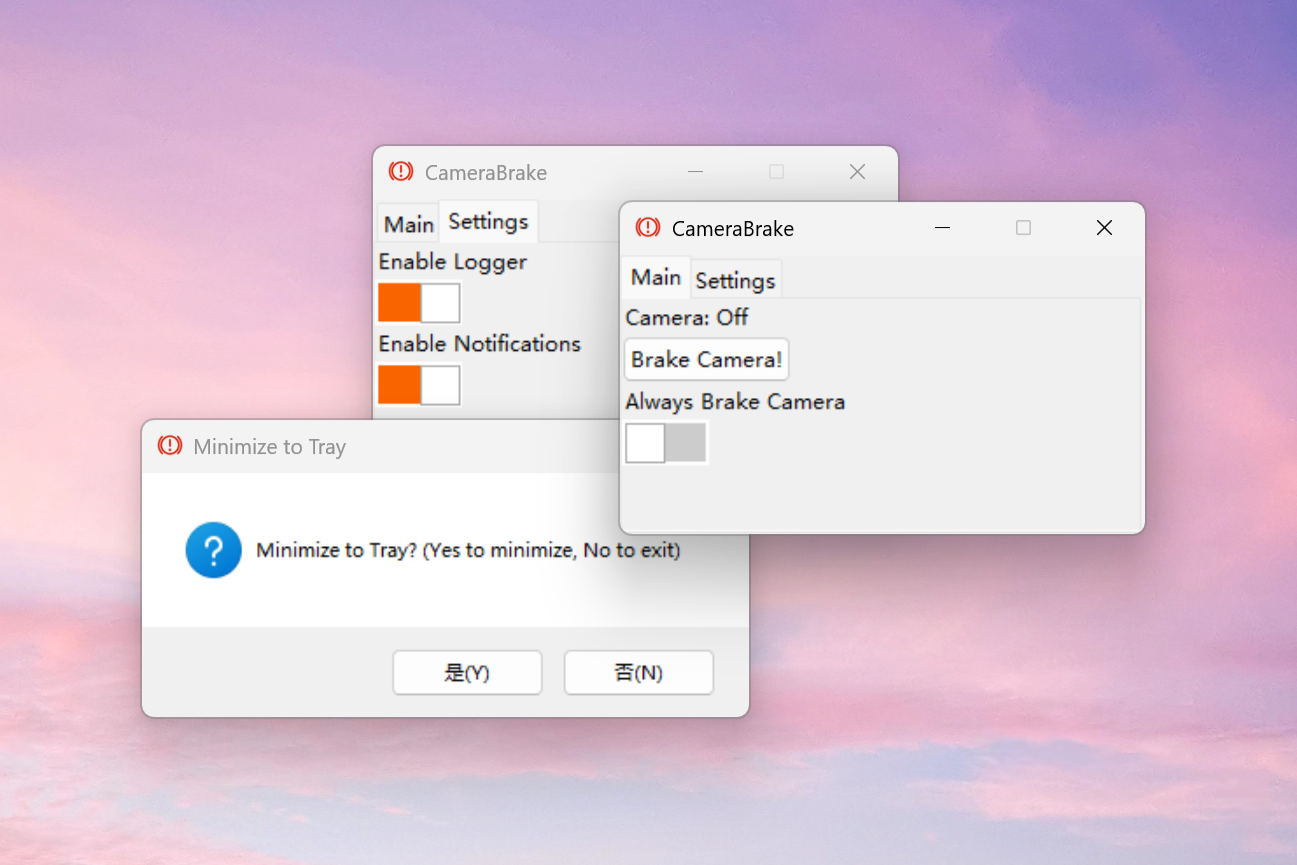 CameraBrake
Main Settings
Enable Logger
Enable Notifications
CameraBrake
Main Settings
Camera: Off
Brake Camera!
Always Brake Camera
Minimize to Tray
Minimize to Tray? (Yes to minimize, No to exit)
是(Y) 否(N)